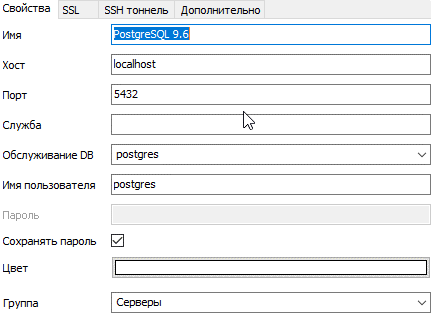 Свойства SSL SSH тоннель Дополнительно
Имя PostgreSQL 9.6
Хост localhost
Порт 5432
Служба
Обслуживание DB postgres
Имя пользователя postgres
Пароль
Сохранять пароль
Цвет
Группа Серверы